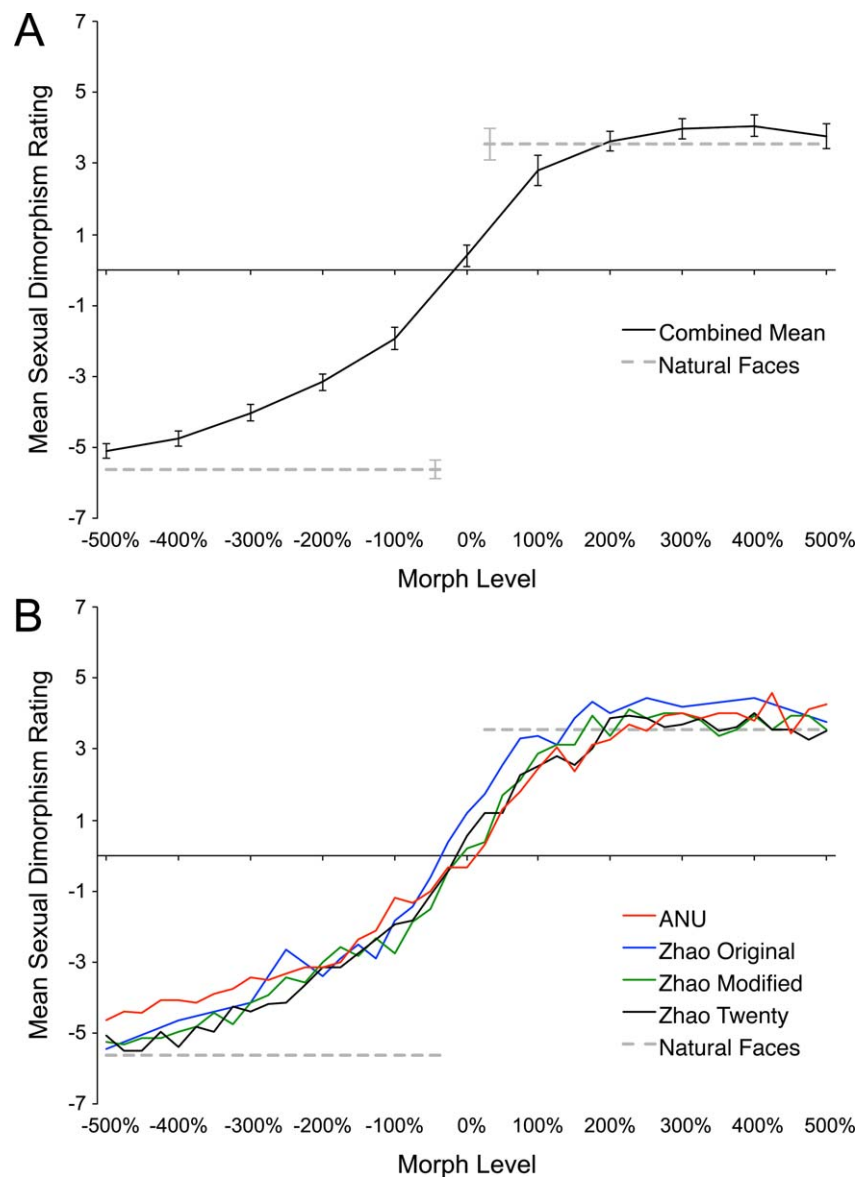 A
7
5
3
1
-1
-3
-5
-7
Mean Sexual Dimorphism Rating
Combined Mean
Natural Faces
-500% -400% -300% -200% -100% 0% 100% 200% 300% 400% 500%
Morph Level
B
7
5
3
1
-1
-3
-5
-7
Mean Sexual Dimorphism Rating
ANU
Zhao Original
Zhao Modified
Zhao Twenty
Natural Faces
-500% -400% -300% -200% -100% 0% 100% 200% 300% 400% 500%
Morph Level